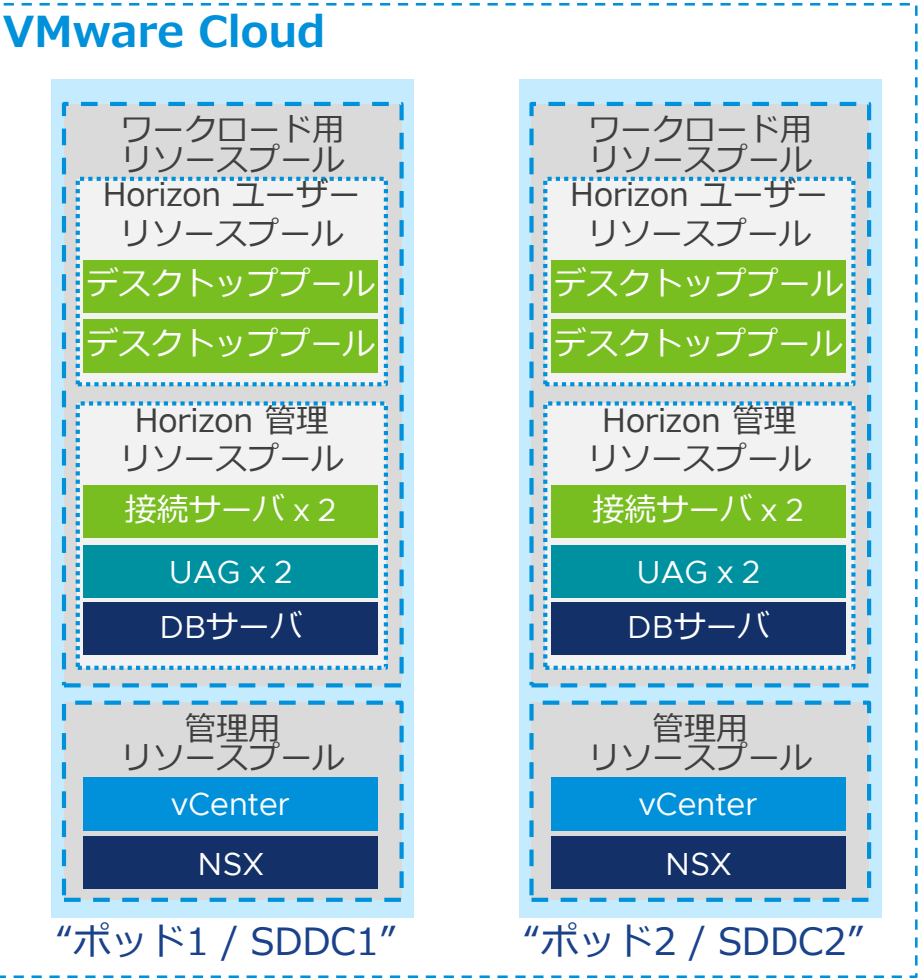 VMware Cloud
ワークロード用
リソースプール
Horizon ユーザー
リソースプール
デスクトッププール
デスクトッププール
Horizon 管理
リソースプール
接続サーバ x 2
UAG x 2
DBサーバ
管理用
リソースプール
vCenter
NSX
“ポッド1 / SDDC1”
ワークロード用
リソースプール
Horizon ユーザー
リソースプール
デスクトッププール
デスクトッププール
Horizon 管理
リソースプール
接続サーバ x 2
UAG x 2
DBサーバ
管理用
リソースプール
vCenter
NSX
“ポッド2 / SDDC2”